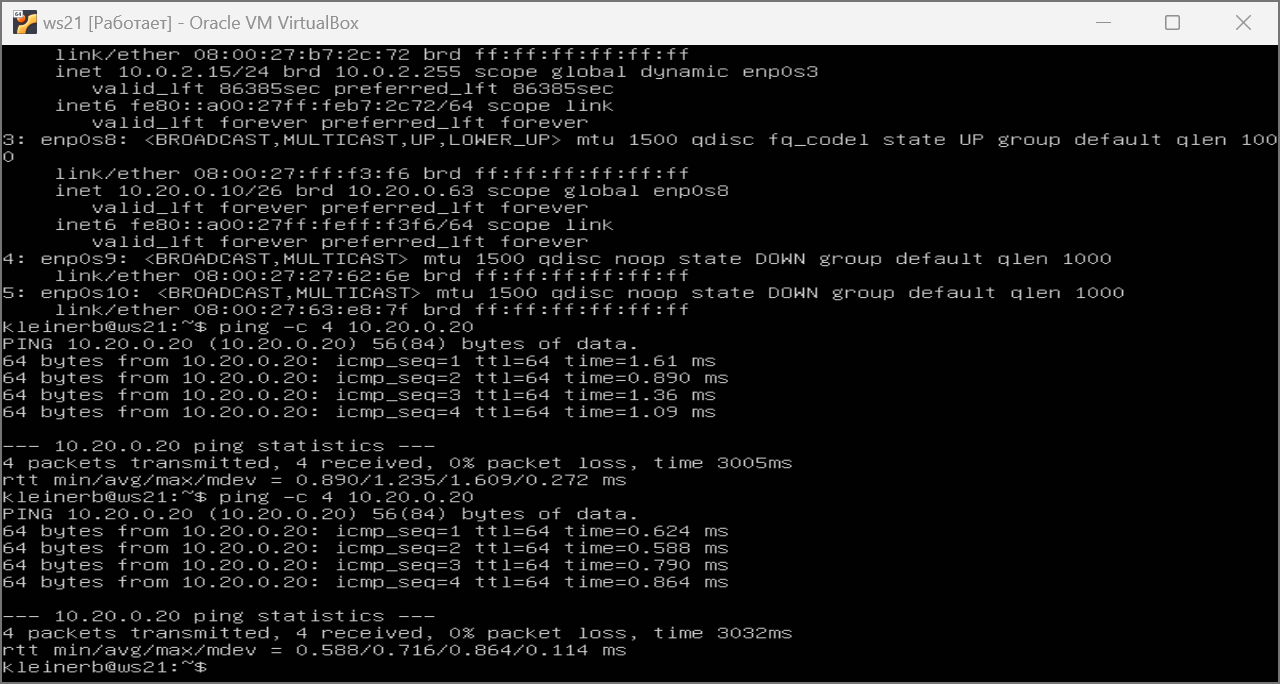 64
ws21 [Работает] - Oracle VM VirtualBox
link/ether 08:00:27:b7:2c:72 brd ff:ff:ff:ff:ff:ff
inet 10.0.2.15/24 brd 10.0.2.255 scope global dynamic enp0s3
valid_lft 86385sec preferred_lft 86385sec
inet6 fe80::a00:27ff:feb7:2c72/64 scope link
valid_lft forever preferred_lft forever
3: enp0s8: <BROADCAST,MULTICAST,UP,LOWER_UP> mtu 1500 qdisc fq_codel state UP group default qlen 100
0
link/ether 08:00:27:ff:f3:f6 brd ff:ff:ff:ff:ff:ff
inet 10.20.0.10/26 brd 10.20.0.63 scope global enp0s8
valid_lft forever preferred_lft forever
inet6 fe80::a00:27ff:feff:f3f6/64 scope link
valid_lft forever preferred_lft forever
4: enp0s9: <BROADCAST,MULTICAST> mtu 1500 qdisc noop state DOWN group default qlen 1000
link/ether 08:00:27:27:62:6e brd ff:ff:ff:ff:ff:ff
5: enp0s10: <BROADCAST,MULTICAST> mtu 1500 qdisc noop state DOWN group default qlen 1000
link/ether 08:00:27:63:e8:7f brd ff:ff:ff:ff:ff:ff
kleinerb@ws21:~$ ping -c 4 10.20.0.20
PING 10.20.0.20 (10.20.0.20) 56(84) bytes of data.
64 bytes from 10.20.0.20: icmp_seq=1 ttl=64 time=1.61 ms
64 bytes from 10.20.0.20: icmp_seq=2 ttl=64 time=0.890 ms
64 bytes from 10.20.0.20: icmp_seq=3 ttl=64 time=1.36 ms
64 bytes from 10.20.0.20: icmp_seq=4 ttl=64 time=1.09 ms
--- 10.20.0.20 ping statistics ---
4 packets transmitted, 4 received, 0% packet loss, time 3005ms
rtt min/avg/max/mdev = 0.890/1.235/1.609/0.272 ms
kleinerb@ws21:~$ ping -c 4 10.20.0.20
PING 10.20.0.20 (10.20.0.20) 56(84) bytes of data.
64 bytes from 10.20.0.20: icmp_seq=1 ttl=64 time=0.624 ms
64 bytes from 10.20.0.20: icmp_seq=2 ttl=64 time=0.588 ms
64 bytes from 10.20.0.20: icmp_seq=3 ttl=64 time=0.790 ms
64 bytes from 10.20.0.20: icmp_seq=4 ttl=64 time=0.864 ms
--- 10.20.0.20 ping statistics ---
4 packets transmitted, 4 received, 0% packet loss, time 3032ms
rtt min/avg/max/mdev = 0.588/0.716/0.864/0.114 ms
kleinerb@ws21:~$